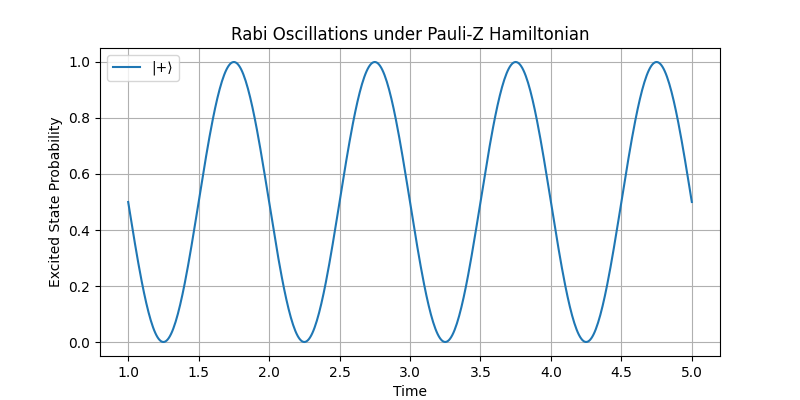 Rabi Oscillations under Pauli-Z Hamiltonian
|+⟩
Excited State Probability
1.0
0.8
0.6
0.4
0.2
0.0
1.0 1.5 2.0 2.5 3.0 3.5 4.0 4.5 5.0
Time